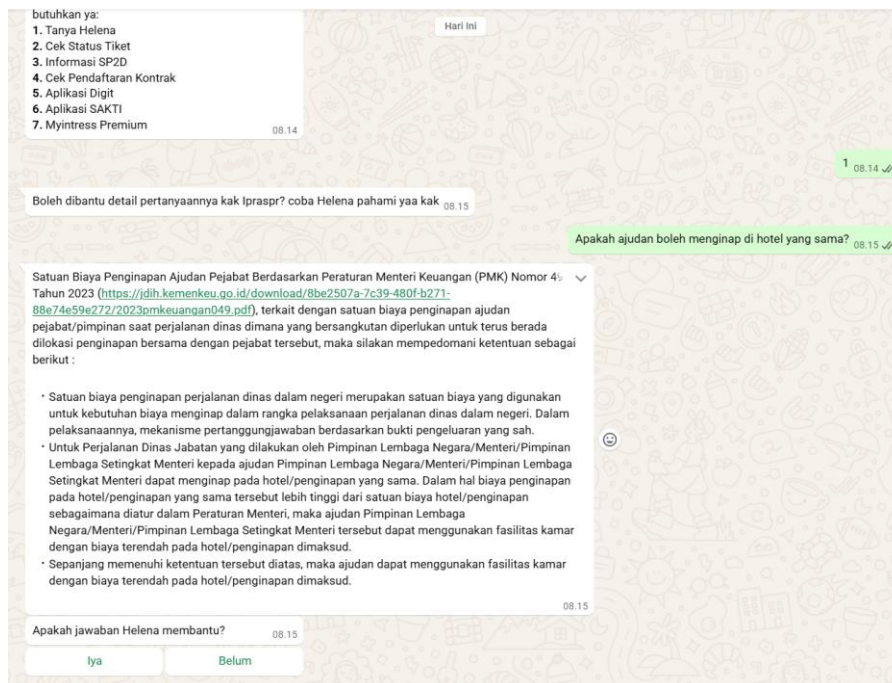 butuhkan ya:
1. Tanya Helena
2. Cek Status Tiket
3. Informasi SP2D
4. Cek Pendaftaran Kontrak
5. Aplikasi Digit
6. Aplikasi SAKTI
7. Myintress Premium
08.14
Hari Ini
1 08.14
Boleh dibantu detail pertanyaannya kak Ipraspr? coba Helena pahami yaa kak 08.15
Apakah ajudan boleh menginap di hotel yang sama? 08.15
Satuan Biaya Penginapan Ajudan Pejabat Berdasarkan Peraturan Menteri Keuangan (PMK) Nomor
Tahun 2023 (https://jdih.kemenkeu.go.id/download/8be2507a-7c39-480f-b271-
88e74e59e272/2023pmkeuangan049.pdf), terkait dengan satuan biaya penginapan ajudan
pejabat/pimpinan saat perjalanan dinas dimana yang bersangkutan diperlukan untuk terus berada
dilokasi penginapan bersama dengan pejabat tersebut, maka silakan mempedomani ketentuan sebagai
berikut :
• Satuan biaya penginapan perjalanan dinas dalam negeri merupakan satuan biaya yang digunakan
untuk kebutuhan biaya menginap dalam rangka pelaksanaan perjalanan dinas dalam negeri. Dalam
pelaksanaannya, mekanisme pertanggungjawaban berdasarkan bukti pengeluaran yang sah.
• Untuk Perjalanan Dinas Jabatan yang dilakukan oleh Pimpinan Lembaga Negara/Menteri/Pimpinan
Lembaga Setingkat Menteri kepada ajudan Pimpinan Lembaga Negara/Menteri/Pimpinan Lembaga
Setingkat Menteri dapat menginap pada hotel/penginapan yang sama. Dalam hal biaya penginapan
pada hotel/penginapan yang sama tersebut lebih tinggi dari satuan biaya hotel/penginapan
sebagaimana diatur dalam Peraturan Menteri, maka ajudan Pimpinan Lembaga
Negara/Menteri/Pimpinan Lembaga Setingkat Menteri tersebut dapat menggunakan fasilitas kamar
dengan biaya terendah pada hotel/penginapan dimaksud.
• Sepanjang memenuhi ketentuan tersebut diatas, maka ajudan dapat menggunakan fasilitas kamar
dengan biaya terendah pada hotel/penginapan dimaksud.
08.15
Apakah jawaban Helena membantu? 08.15
Iya
Belum